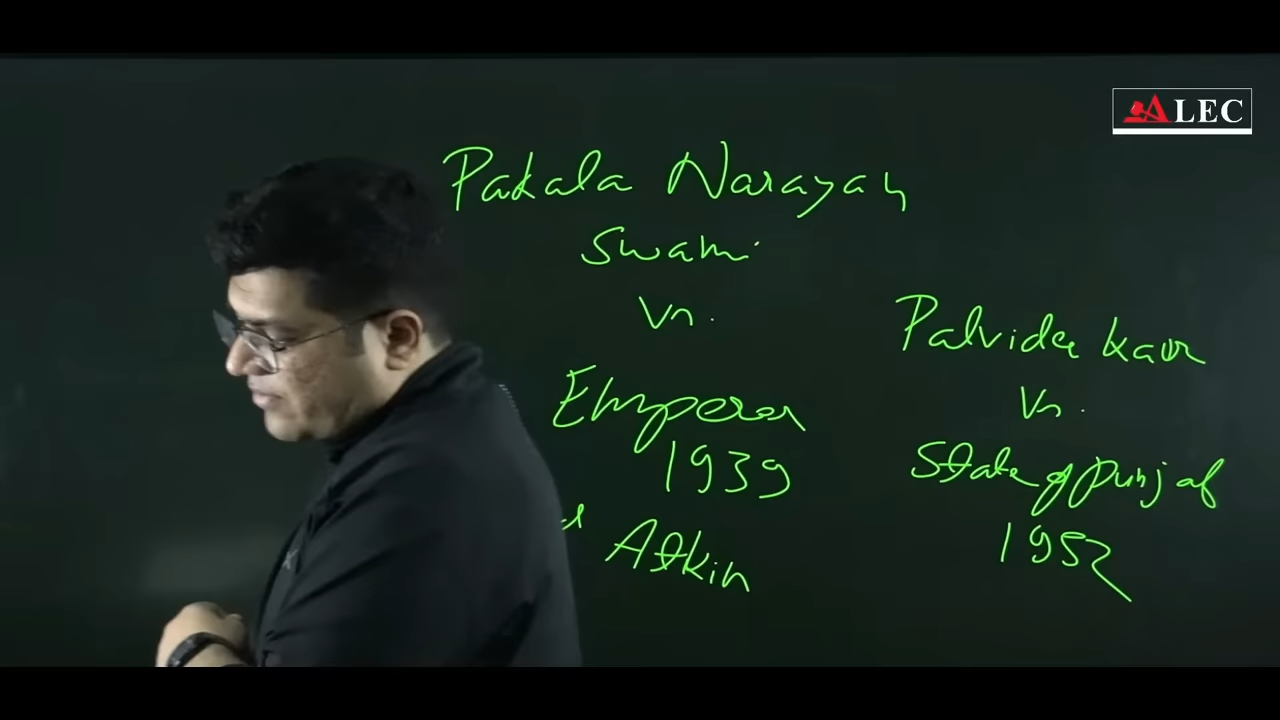 ALEC
Pakala Narayan
Swami
Vs.
Emperor
1939
Atkin
Palvider kaur
Vs.
State of Punjab
1952